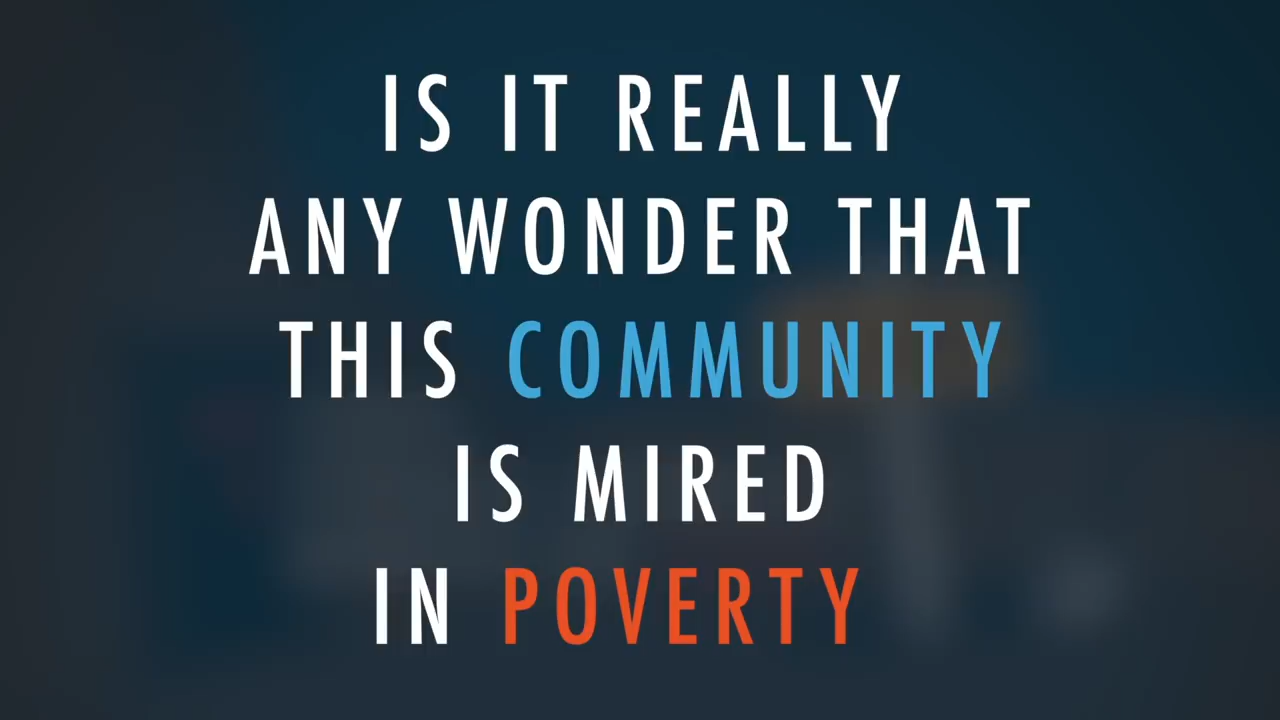 IS IT REALLY
ANY WONDER THAT
THIS COMMUNITY
IS MIRED
IN POVERTY